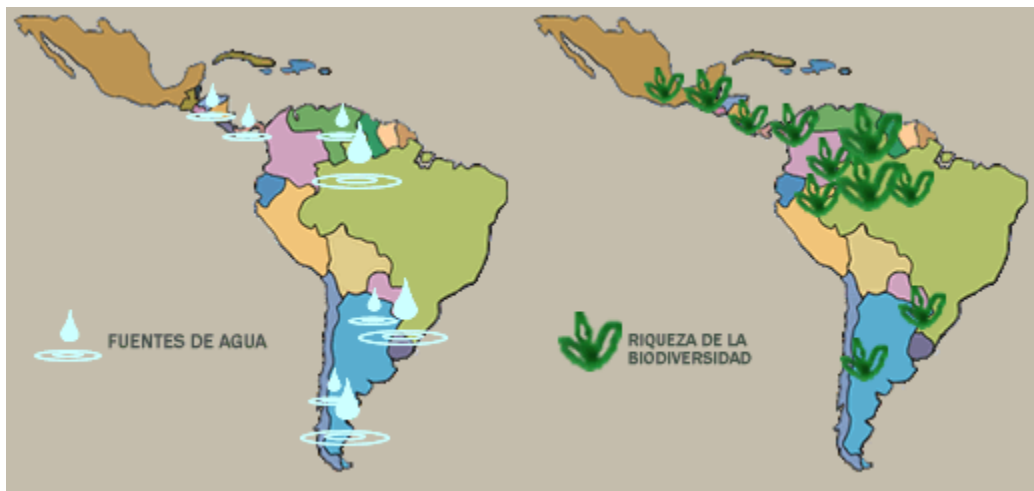 FUENTES DE AGUA
RIQUEZA DE LA
BIODIVERSIDAD